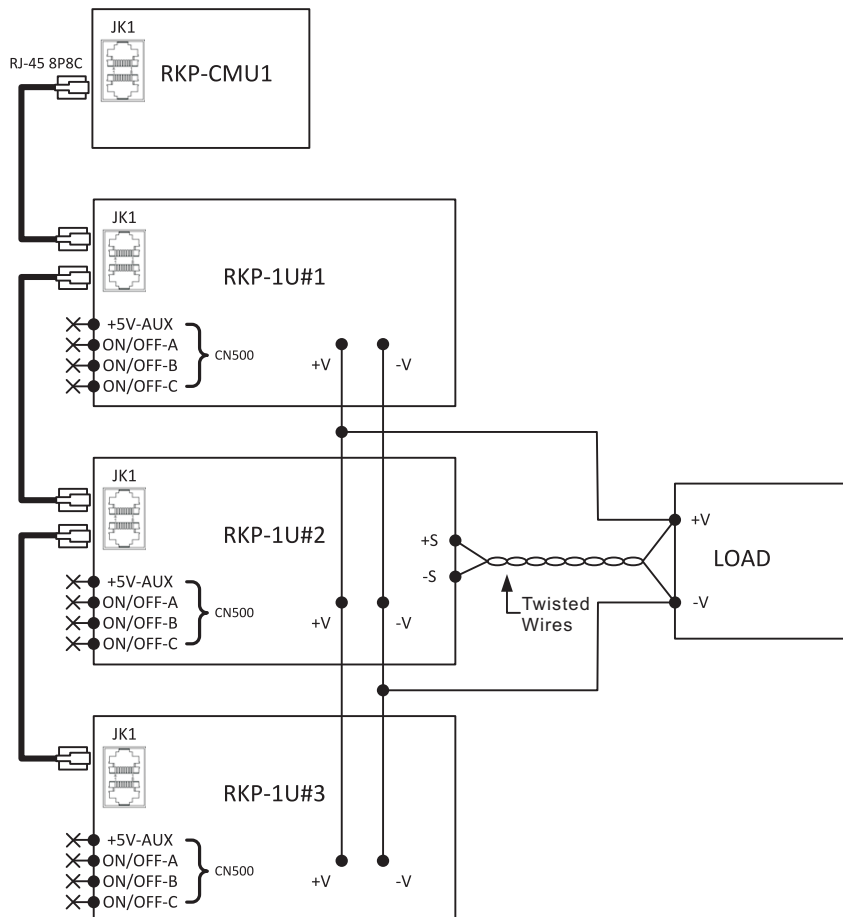 JK1
RJ-45 8P8C
RKP-CMU1
JK1
RKP-1U#1
+5V-AUX
ON/OFF-A
ON/OFF-B
ON/OFF-C
CN500
+V
-V
JK1
RKP-1U#2
+S
-S
+5V-AUX
ON/OFF-A
ON/OFF-B
ON/OFF-C
CN500
+V
-V
Twisted
Wires
+V
LOAD
-V
JK1
RKP-1U#3
+5V-AUX
ON/OFF-A
ON/OFF-B
ON/OFF-C
CN500
+V
-V